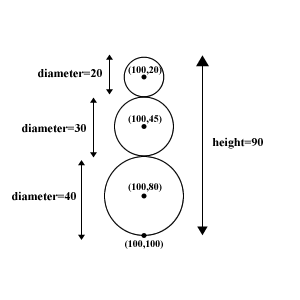 diameter=20
(100,20)
diameter=30
(100,45)
height=90
diameter=40
(100,80)
(100,100)